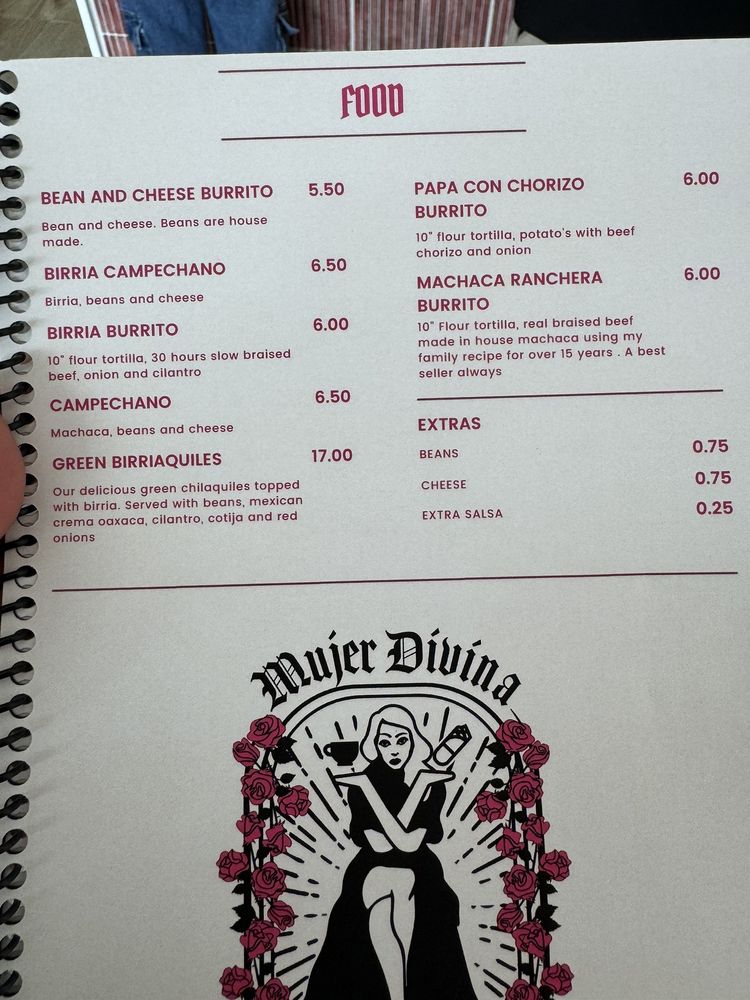 FOOD
BEAN AND CHEESE BURRITO 5.50
Bean and cheese. Beans are house
made.
BIRRIA CAMPECHANO 6.50
Birria, beans and cheese
BIRRIA BURRITO 6.00
10" flour tortilla, 30 hours slow braised
beef, onion and cilantro
CAMPECHANO 6.50
Machaca, beans and cheese
GREEN BIRRIAQUILES 17.00
Our delicious green chilaquiles topped
with birria. Served with beans, mexican
crema oaxaca, cilantro, cotija and red
onions
PAPA CON CHORIZO 6.00
BURRITO
10" flour tortilla, potato's with beef
chorizo and onion
MACHACA RANCHERA 6.00
BURRITO
10" Flour tortilla, real braised beef
made in house machaca using my
family recipe for over 15 years . A best
seller always
EXTRAS
BEANS 0.75
CHEESE 0.75
EXTRA SALSA 0.25
Mujer Divina